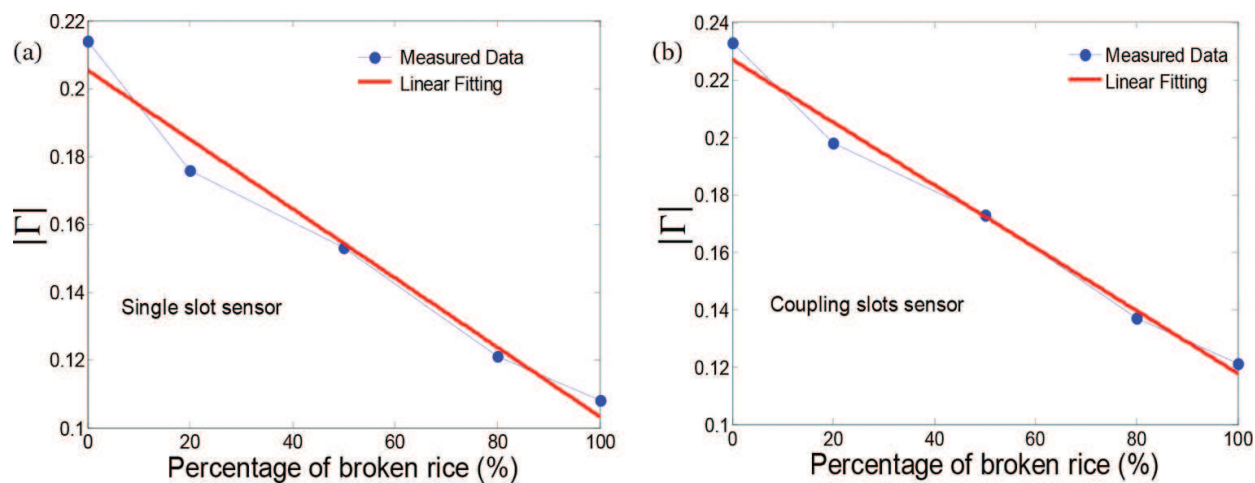 (a)
0.22
0.2
0.18
0.16
0.14
0.12
0.1
|Γ|
Measured Data
Linear Fitting
Single slot sensor
0 20 40 60 80 100
Percentage of broken rice (%)
(b)
0.24
0.22
0.2
0.18
0.16
0.14
0.12
0.1
|Γ|
Measured Data
Linear Fitting
Coupling slots sensor
0 20 40 60 80 100
Percentage of broken rice (%)